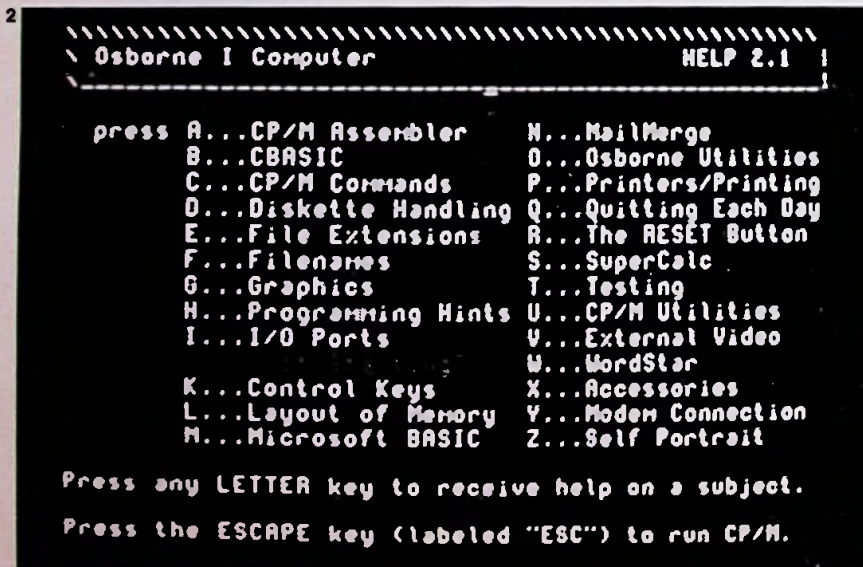 2
Osborne I Computer HELP 2.1
press A...CP/M Assembler N...MailMerge
B...CBASIC O...Osborne Utilities
C...CP/M Commands P...Printers/Printing
D...Diskette Handling Q...Quitting Each Day
E...File Extensions R...The RESET Button
F...Filenames S...SuperCalc
G...Graphics T...Testing
H...Programming Hints U...CP/M Utilities
I...I/O Ports V...External Video
W...WordStar
K...Control Keys X...Accessories
L...Layout of Memory Y...Modem Connection
M...Microsoft BASIC Z...Self Portrait
Press any LETTER key to receive help on a subject.
Press the ESCAPE key (labeled "ESC") to run CP/M.